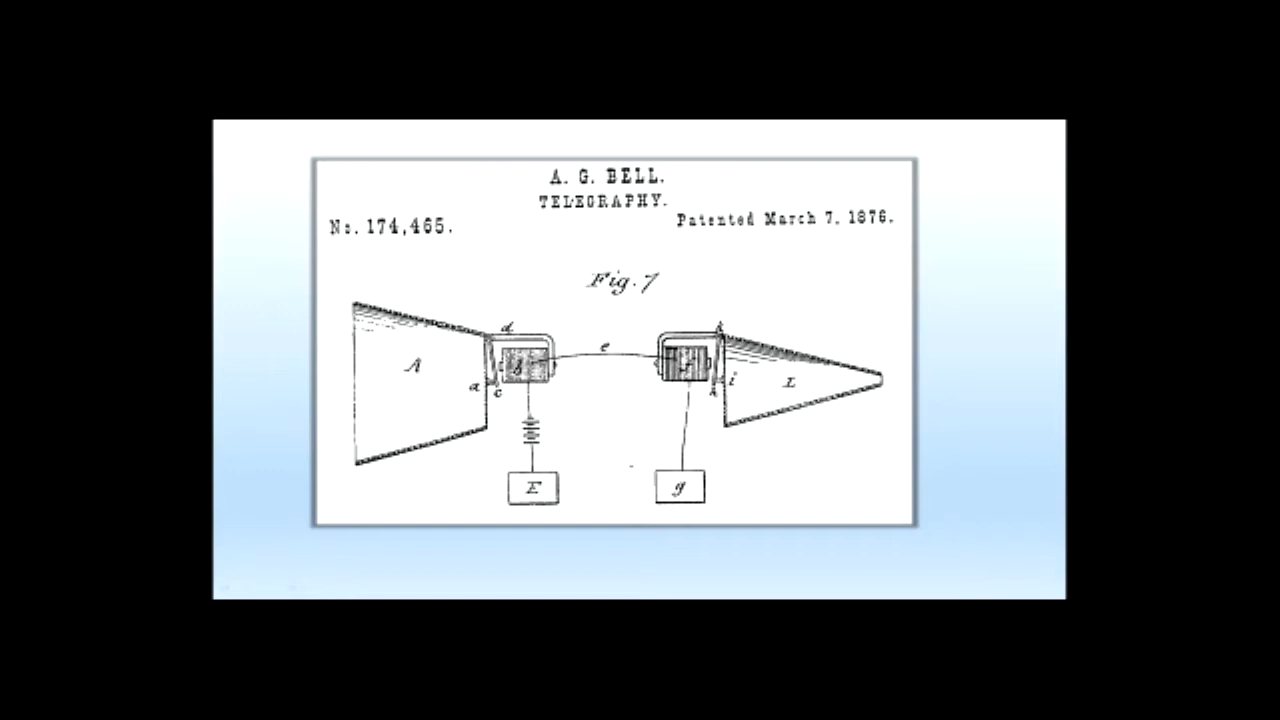 A. G. BELL.
TELEGRAPHY.
No. 174,465.
Patented March 7, 1876.
Fig. 7
A
d
b
a
c
e
f
h
k
i
L
E
g